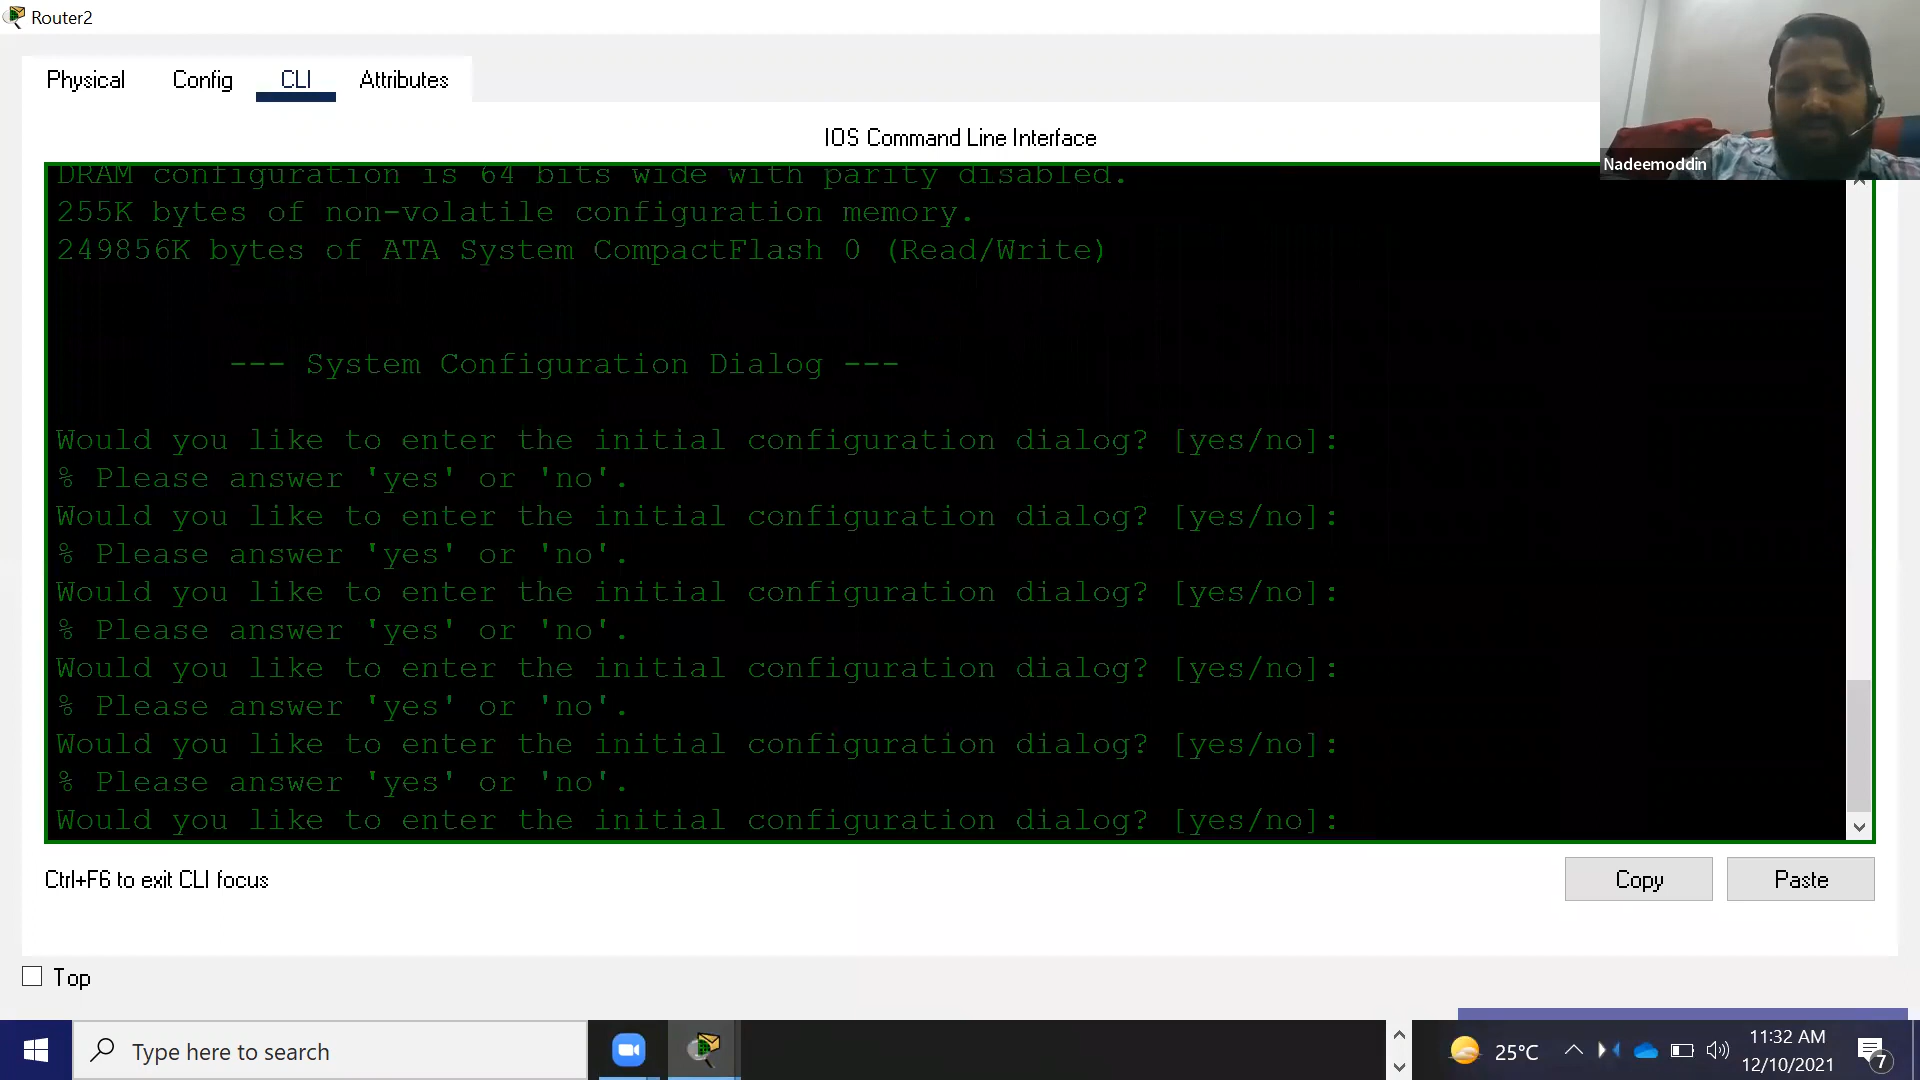 Router2
Physical Config CLI Attributes
Nadeemoddin
IOS Command Line Interface
DRAM configuration is 64 bits wide with parity disabled.
255K bytes of non-volatile configuration memory.
249856K bytes of ATA System CompactFlash 0 (Read/Write)
--- System Configuration Dialog ---
Would you like to enter the initial configuration dialog? [yes/no]:
% Please answer 'yes' or 'no'.
Would you like to enter the initial configuration dialog? [yes/no]:
% Please answer 'yes' or 'no'.
Would you like to enter the initial configuration dialog? [yes/no]:
% Please answer 'yes' or 'no'.
Would you like to enter the initial configuration dialog? [yes/no]:
% Please answer 'yes' or 'no'.
Would you like to enter the initial configuration dialog? [yes/no]:
% Please answer 'yes' or 'no'.
Would you like to enter the initial configuration dialog? [yes/no]:
Ctrl+F6 to exit CLI focus
Copy Paste
Top
Type here to search
25°C
11:32 AM
12/10/2021
7